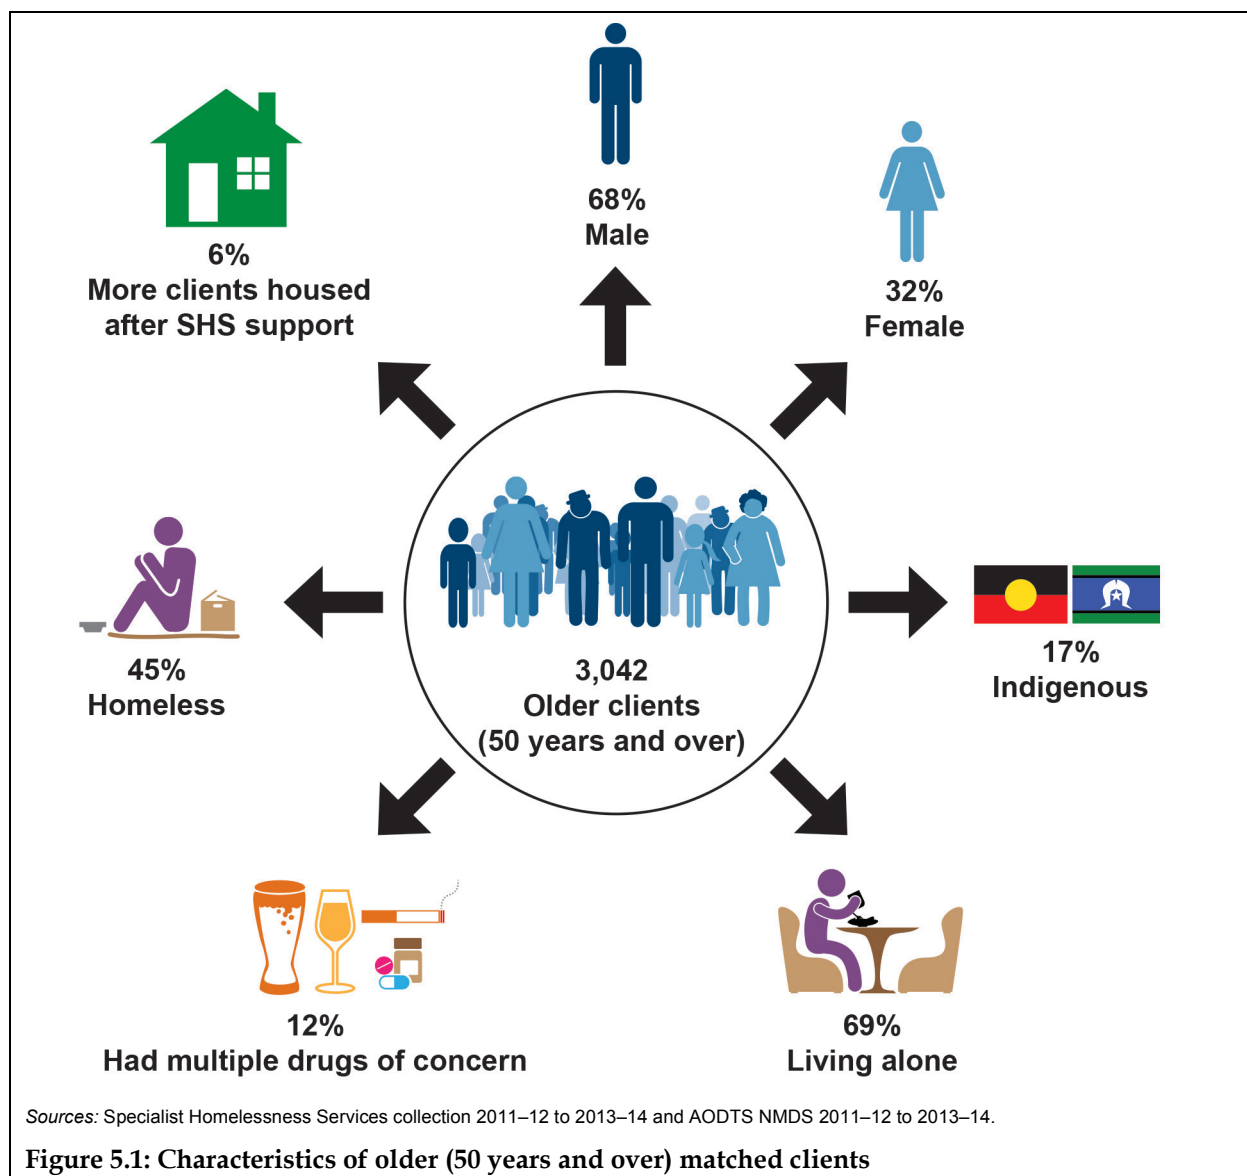 68%
Male
32%
Female
6%
More clients housed
after SHS support
17%
Indigenous
45%
Homeless
3,042
Older clients
(50 years and over)
12%
Had multiple drugs of concern
69%
Living alone
Sources: Specialist Homelessness Services collection 2011–12 to 2013–14 and AODTS NMDS 2011–12 to 2013–14.
Figure 5.1: Characteristics of older (50 years and over) matched clients